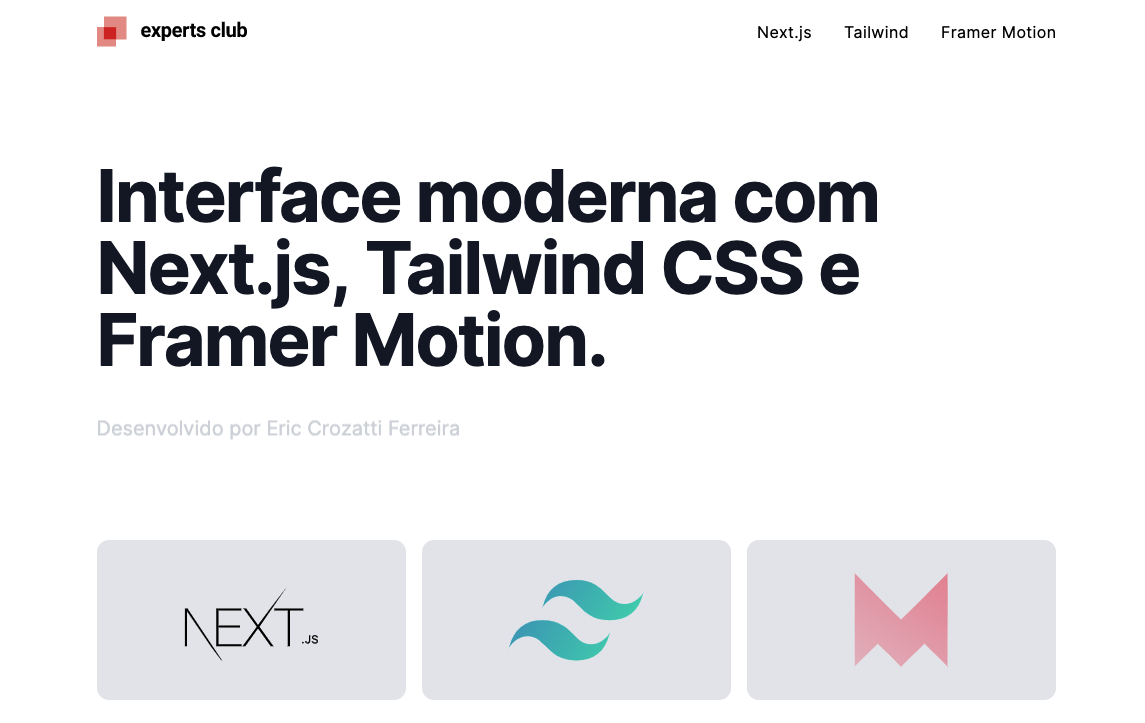 experts club
Next.js
Tailwind
Framer Motion
Interface moderna com
Next.js, Tailwind CSS e
Framer Motion.
Desenvolvido por Eric Crozatti Ferreira
NEXT.JS